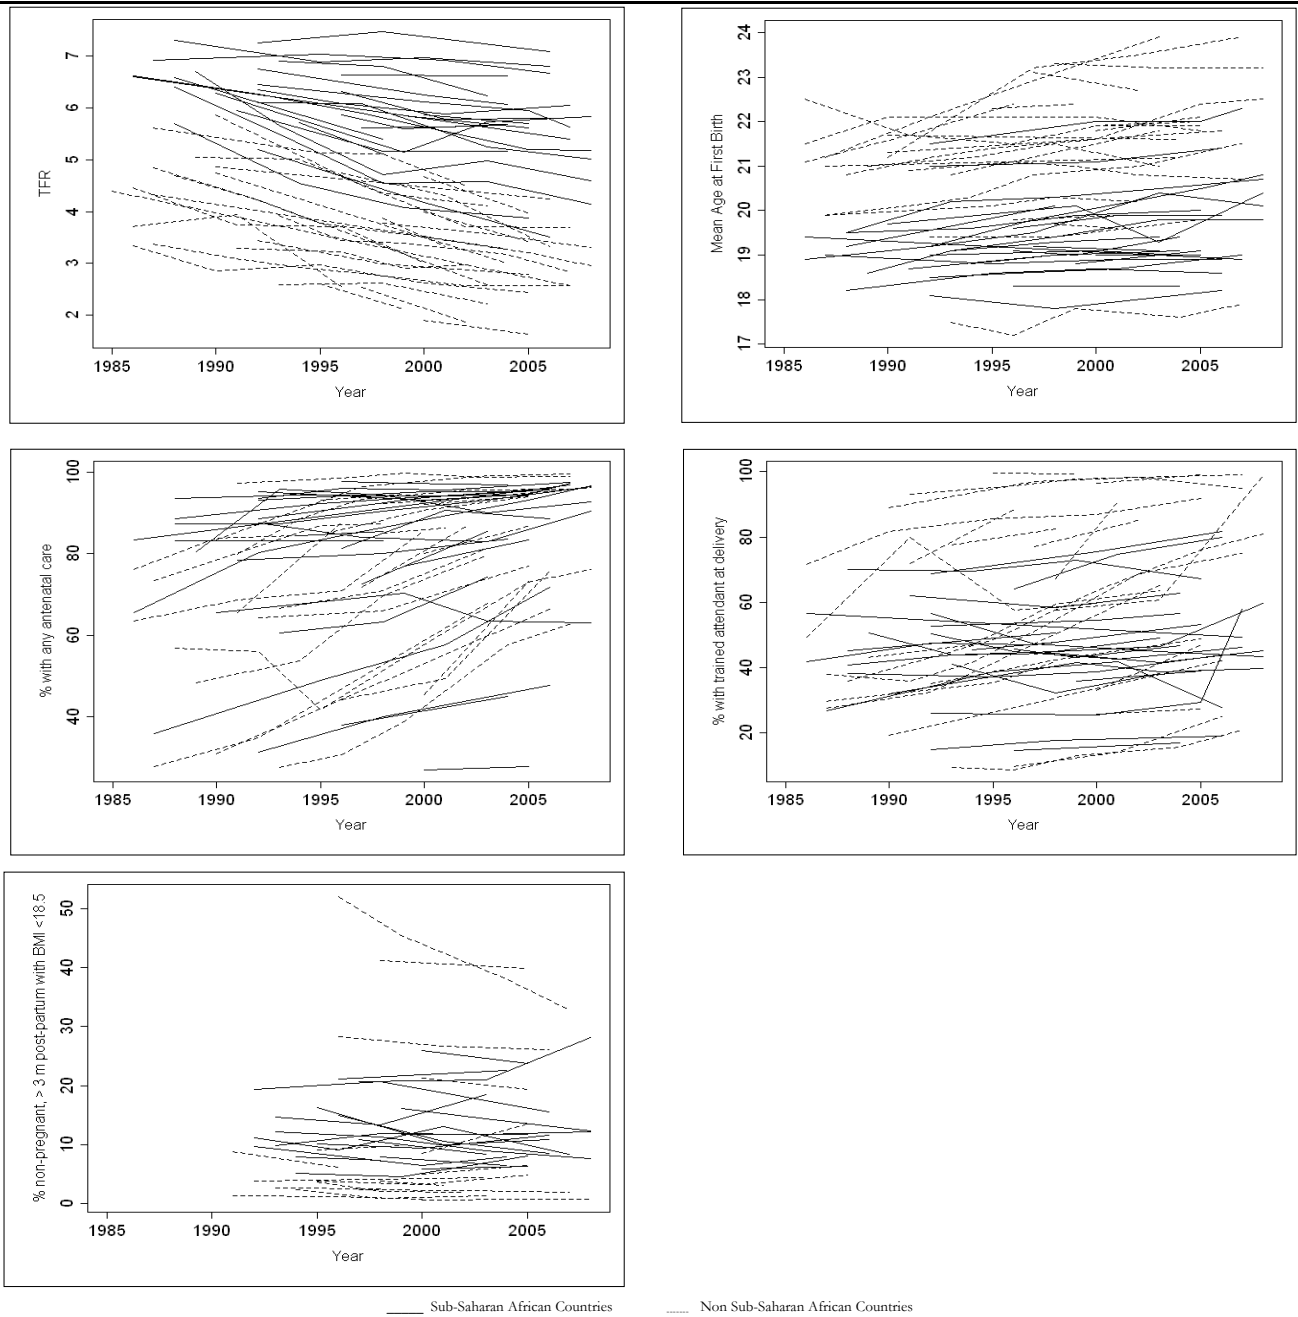 TFR
7
6
5
4
3
2
1985 1990 1995 2000 2005
Year
Mean Age at First Birth
24
23
22
21
20
19
18
17
1985 1990 1995 2000 2005
Year
% with any antenatal care
100
80
60
40
1985 1990 1995 2000 2005
Year
% with trained attendant at delivery
100
80
60
40
20
1985 1990 1995 2000 2005
Year
% non-pregnant, > 3 m post-partum with BMI <18.5
50
40
30
20
10
0
1985 1990 1995 2000 2005
Year
Sub-Saharan African Countries Non Sub-Saharan African Countries